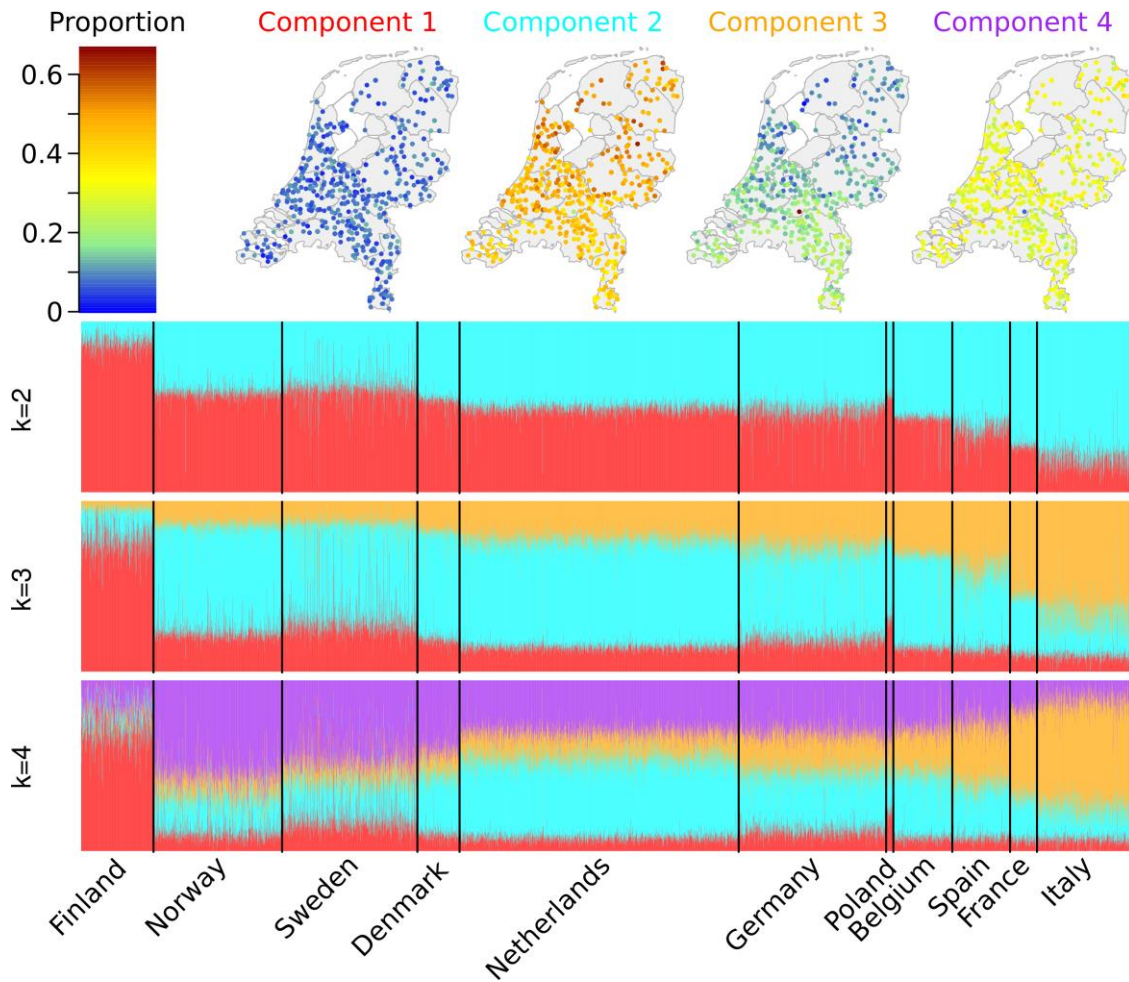 Proportion Component 1 Component 2 Component 3 Component 4
0.6
0.4
0.2
0
k=2
k=3
k=4
Finland
Norway
Sweden
Denmark
Netherlands
Germany
Poland
Belgium
Spain
France
Italy